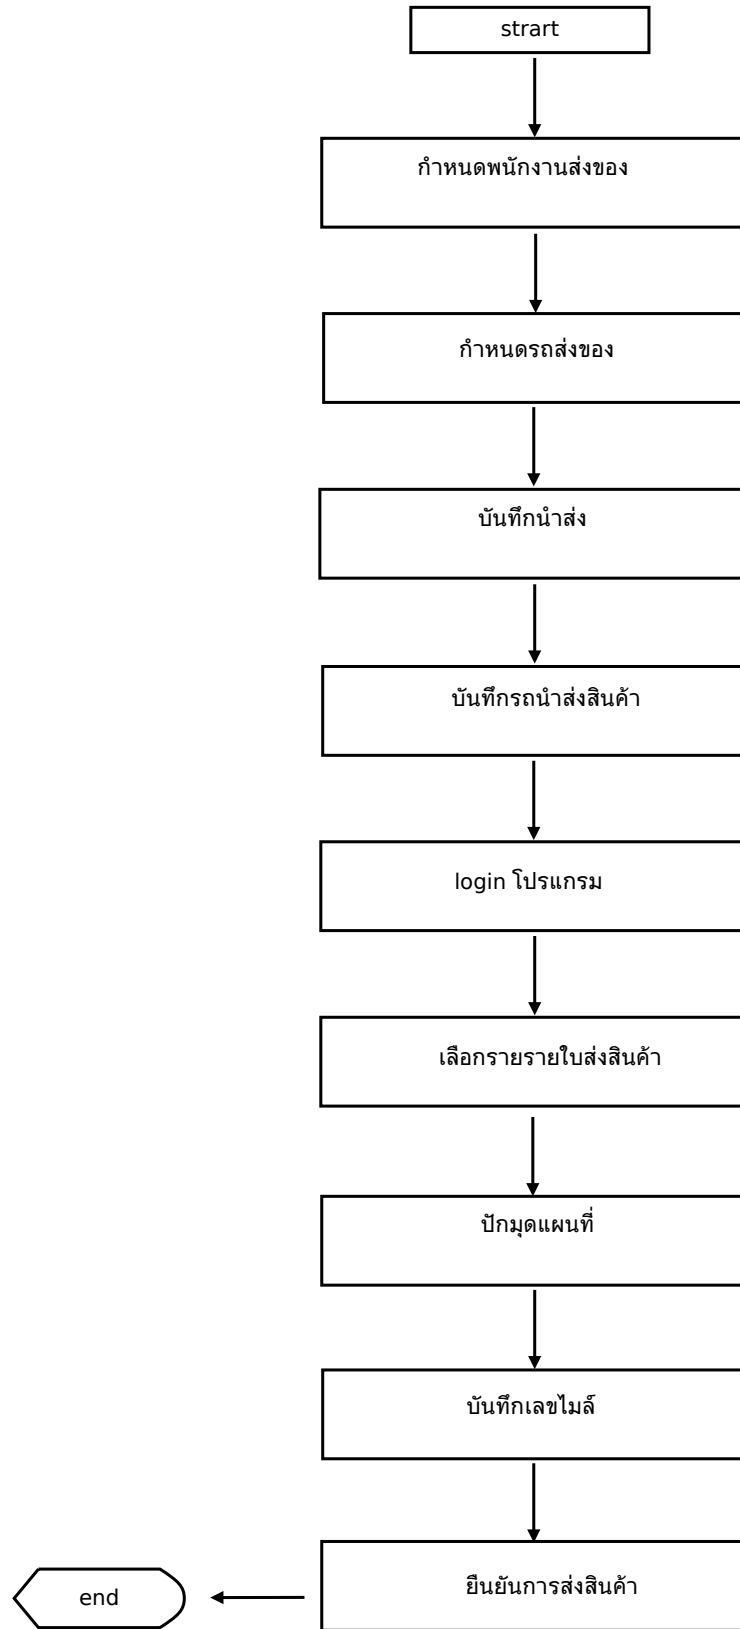 strart
กำหนดพนักงานส่งของ
กำหนดรถส่งของ
บันทึกนำส่ง
บันทึกรถนำส่งสินค้า
login โปรแกรม
เลือกรายรายใบส่งสินค้า
ปักมุดแผนที่
บันทึกเลขไมล์
ยืนยันการส่งสินค้า
end